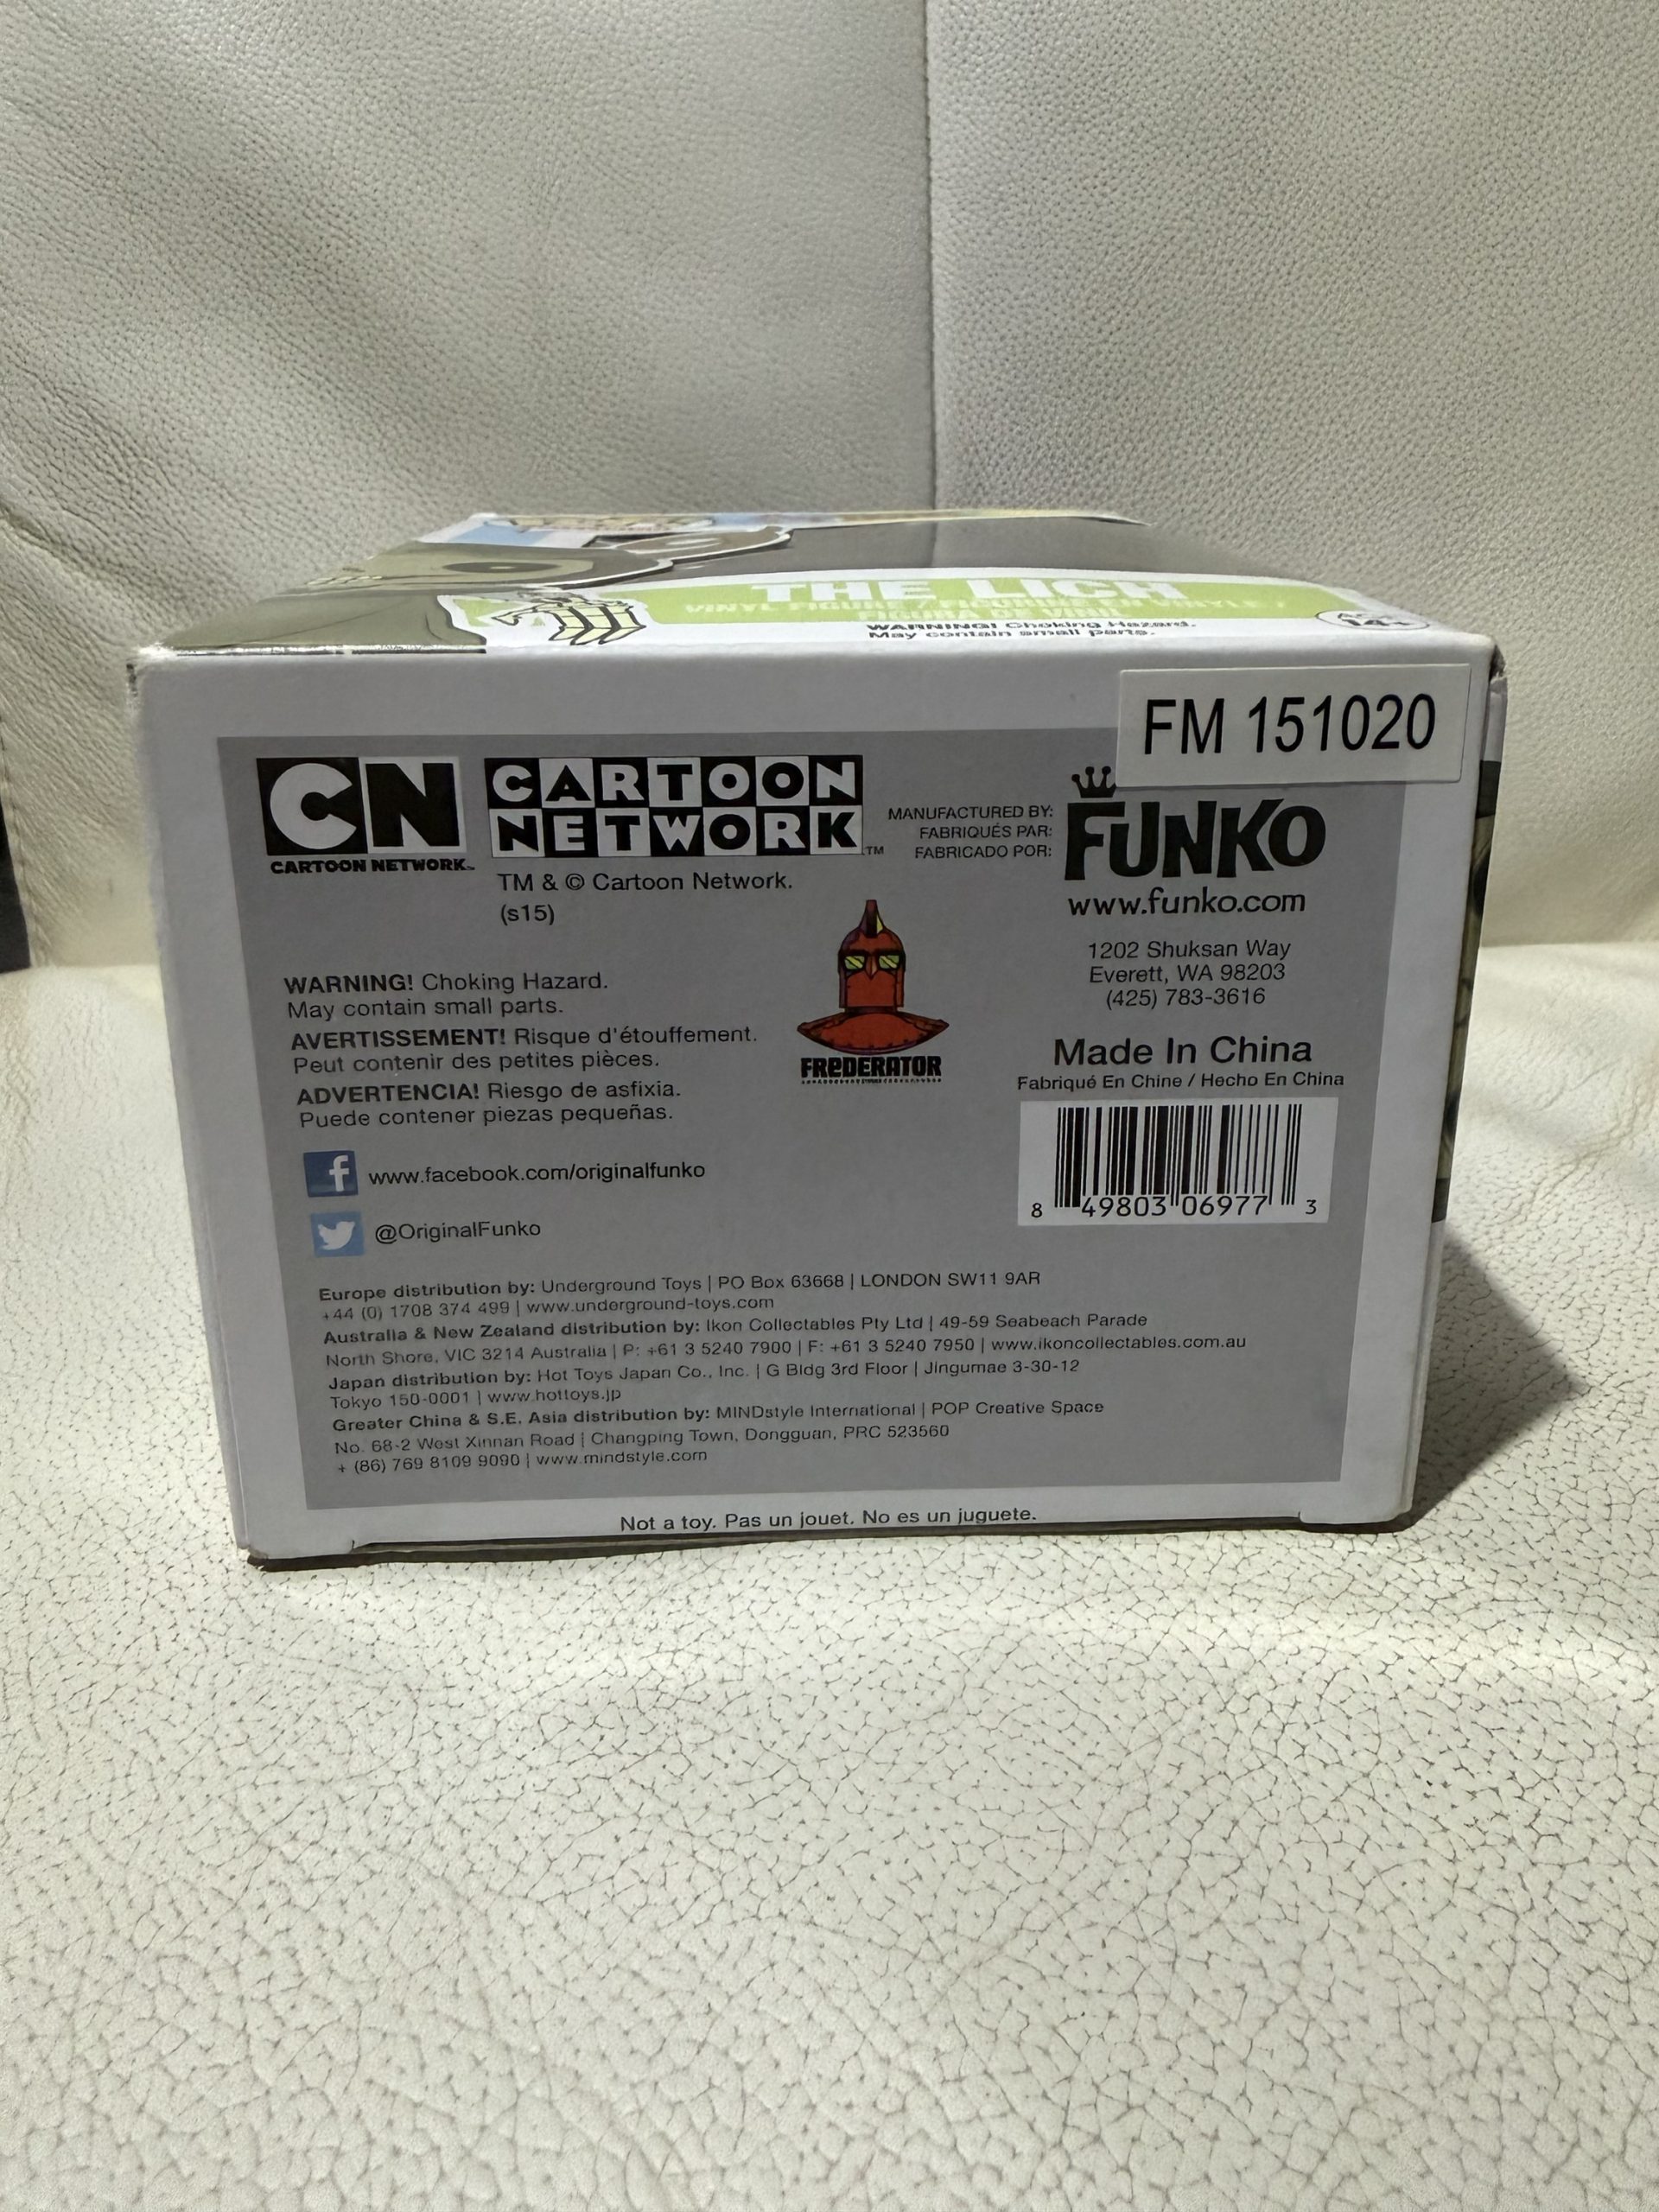 THE LICH
WARNING! Choking Hazard.
May contain small parts.
14+
FM 151020
CN
CARTOON NETWORK™
CARTOON
NETWORK™
TM & © Cartoon Network.
(s15)
MANUFACTURED BY:
FABRIQUÉS PAR:
FABRICADO POR:
FUNKO
www.funko.com
1202 Shuksan Way
Everett, WA 98203
(425) 783-3616
WARNING! Choking Hazard.
May contain small parts.
AVERTISSEMENT! Risque d'étouffement.
Peut contenir des petites pièces.
ADVERTENCIA! Riesgo de asfixia.
Puede contener piezas pequeñas.
FREDERATOR
Made In China
Fabriqué En Chine / Hecho En China
8 49803 06977 3
f www.facebook.com/originalfunko
@OriginalFunko
Europe distribution by: Underground Toys | PO Box 63668 | LONDON SW11 9AR
+44 (0) 1708 374 499 | www.underground-toys.com
Australia & New Zealand distribution by: Ikon Collectables Pty Ltd | 49-59 Seabeach Parade
North Shore, VIC 3214 Australia | P: +61 3 5240 7900 | F: +61 3 5240 7950 | www.ikoncollectables.com.au
Japan distribution by: Hot Toys Japan Co., Inc. | G Bldg 3rd Floor | Jingumae 3-30-12
Tokyo 150-0001 | www.hottoys.jp
Greater China & S.E. Asia distribution by: MINDstyle International | POP Creative Space
No. 68-2 West Xinnan Road | Changping Town, Dongguan, PRC 523560
+ (86) 769 8109 9090 | www.mindstyle.com
Not a toy. Pas un jouet. No es un juguete.